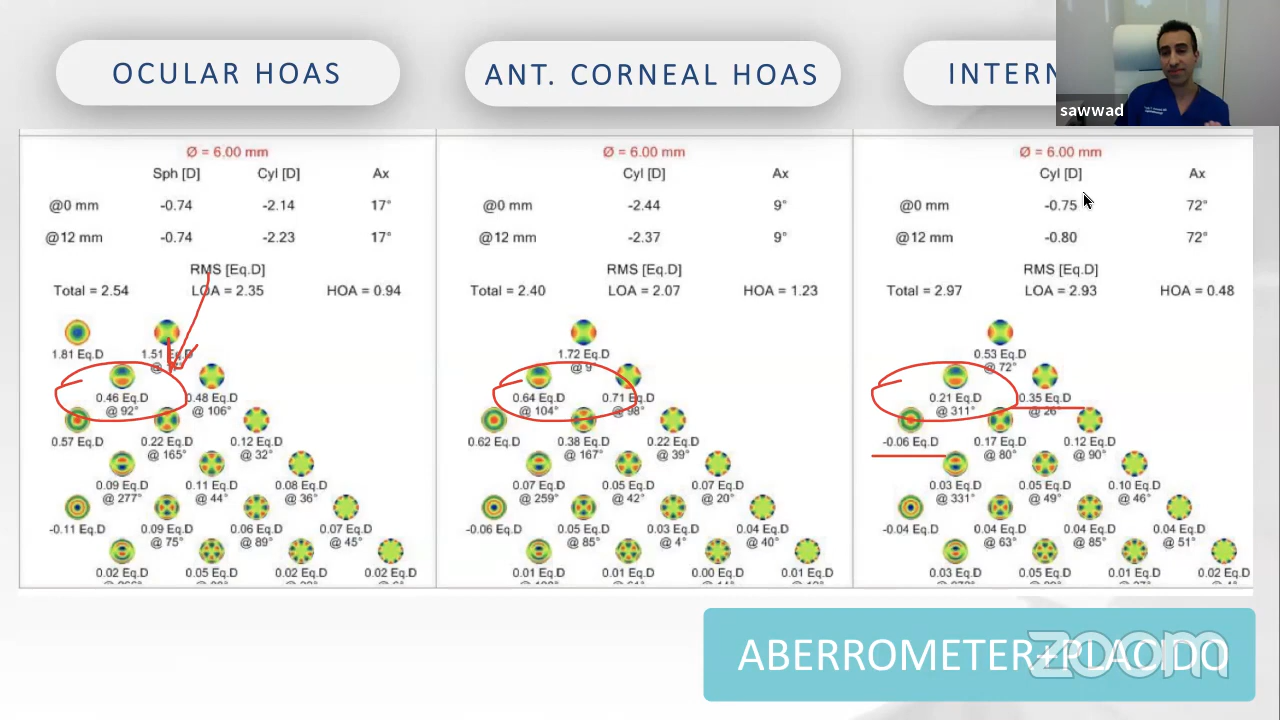 OCULAR HOAS
ANT. CORNEAL HOAS
INTERN
sawwad
Ø = 6.00 mm
Sph [D] Cyl [D] Ax
@0 mm -0.74 -2.14 17°
@12 mm -0.74 -2.23 17°
RMS [Eq.D]
Total = 2.54 LOA = 2.35 HOA = 0.94
1.81 Eq.D 1.51 Eq.D
0.46 Eq.D 0.48 Eq.D
@ 92° @ 106°
0.57 Eq.D 0.22 Eq.D 0.12 Eq.D
@ 165° @ 32°
0.09 Eq.D 0.11 Eq.D 0.08 Eq.D
@ 277° @ 44° @ 36°
-0.11 Eq.D 0.09 Eq.D 0.06 Eq.D 0.07 Eq.D
@ 75° @ 89° @ 45°
0.02 Eq.D 0.05 Eq.D 0.02 Eq.D 0.02 Eq.D
Ø = 6.00 mm
Cyl [D] Ax
@0 mm -2.44 9°
@12 mm -2.37 9°
RMS [Eq.D]
Total = 2.40 LOA = 2.07 HOA = 1.23
1.72 Eq.D
@ 9°
0.64 Eq.D 0.71 Eq.D
@ 104° @ 98°
0.62 Eq.D 0.38 Eq.D 0.22 Eq.D
@ 167° @ 39°
0.07 Eq.D 0.05 Eq.D 0.07 Eq.D
@ 259° @ 42° @ 20°
-0.06 Eq.D 0.05 Eq.D 0.03 Eq.D 0.04 Eq.D
@ 85° @ 4° @ 40°
0.01 Eq.D 0.01 Eq.D 0.00 Eq.D 0.01 Eq.D
Ø = 6.00 mm
Cyl [D] Ax
@0 mm -0.75 72°
@12 mm -0.80 72°
RMS [Eq.D]
Total = 2.97 LOA = 2.93 HOA = 0.48
0.53 Eq.D
@ 72°
0.21 Eq.D 0.35 Eq.D
@ 311° @ 26°
-0.06 Eq.D 0.17 Eq.D 0.12 Eq.D
@ 80° @ 90°
0.03 Eq.D 0.05 Eq.D 0.10 Eq.D
@ 331° @ 49° @ 46°
-0.04 Eq.D 0.04 Eq.D 0.04 Eq.D 0.04 Eq.D
@ 63° @ 85° @ 51°
0.03 Eq.D 0.05 Eq.D 0.01 Eq.D 0.02 Eq.D
ABERROMETER+PLACIDO
zoom